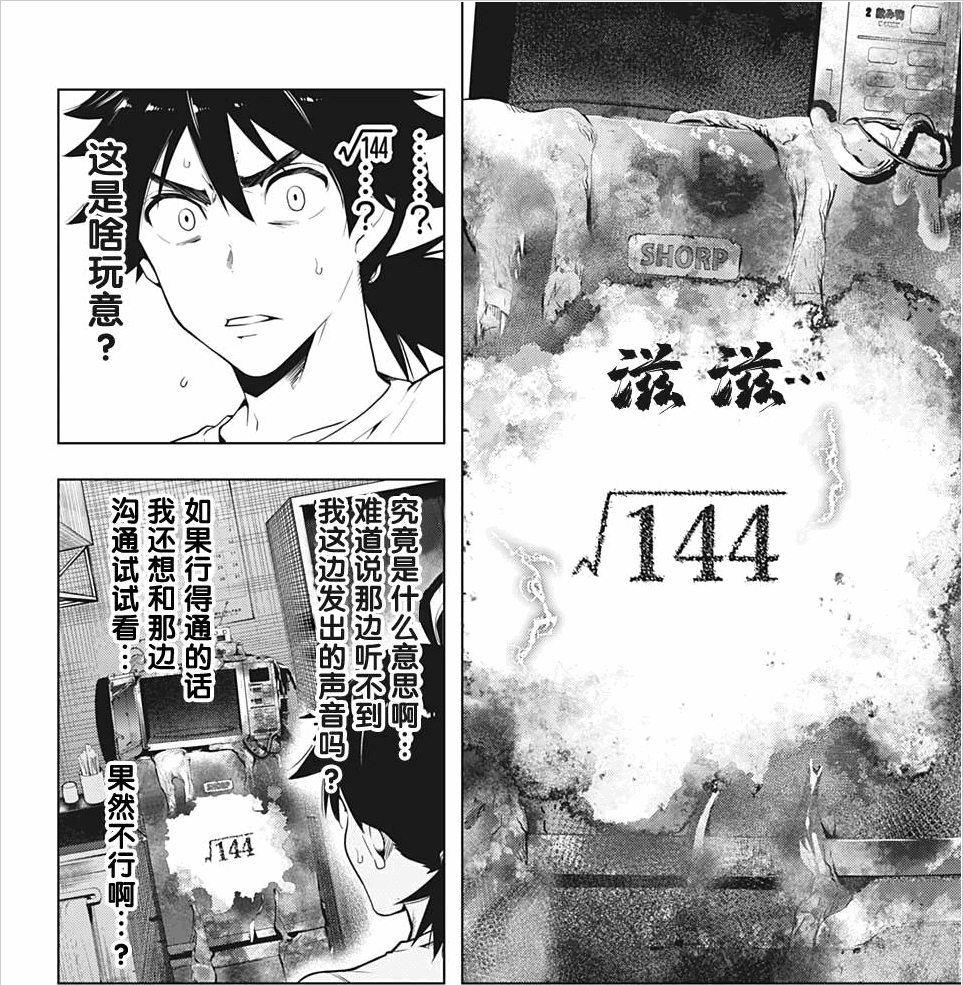 2 飲み物
SHORP
滋 滋…
√144
………？
√144……？
这是啥玩意？
究竟是什么意思啊…
难道说那边听不到
我这边发出的声音吗？
如果行得通的话
我还想和那边
沟通试试看…
SHORP
√144
果然不行啊…？